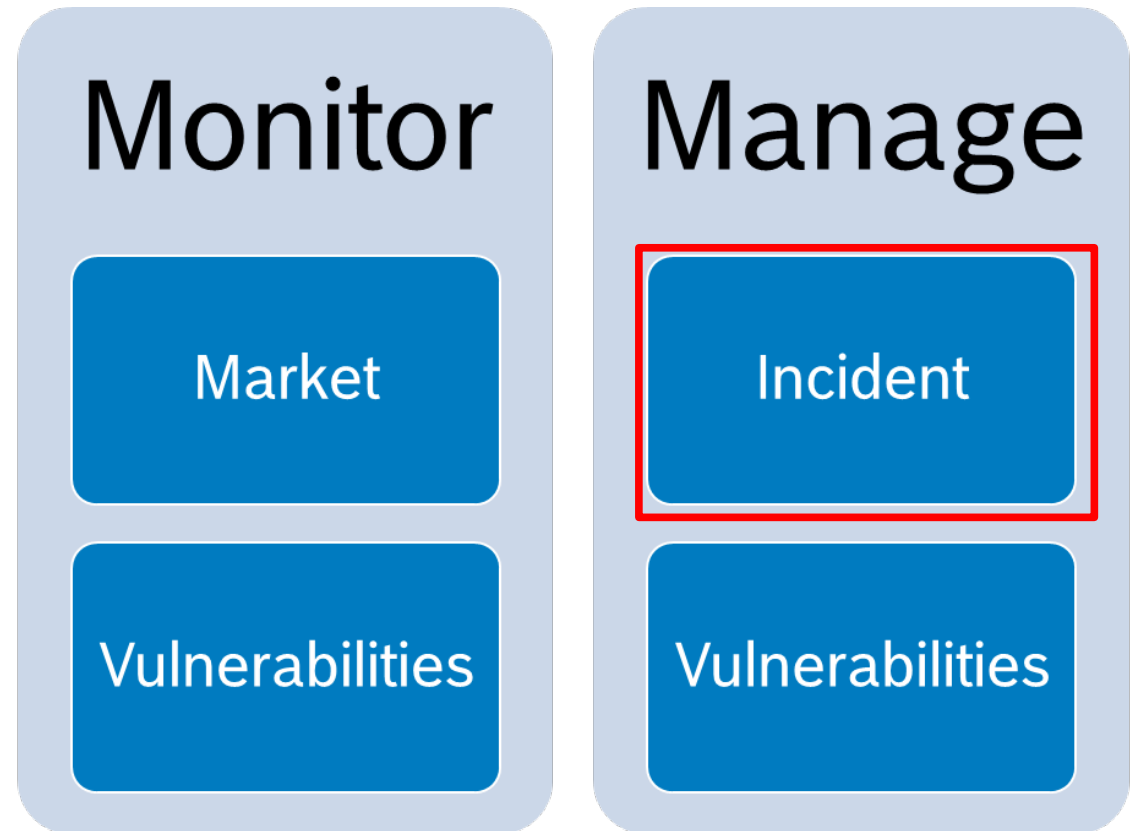 Monitor
Market
Vulnerabilities
Manage
Incident
Vulnerabilities